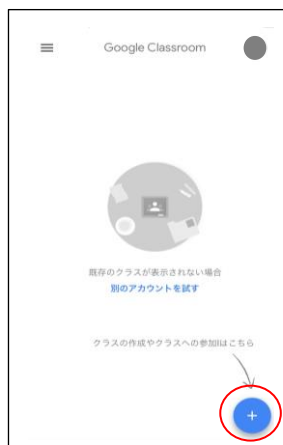 Google Classroom
既存のクラスが表示されない場合
別のアカウントを試す
クラスの作成やクラスへの参加はこちら
+